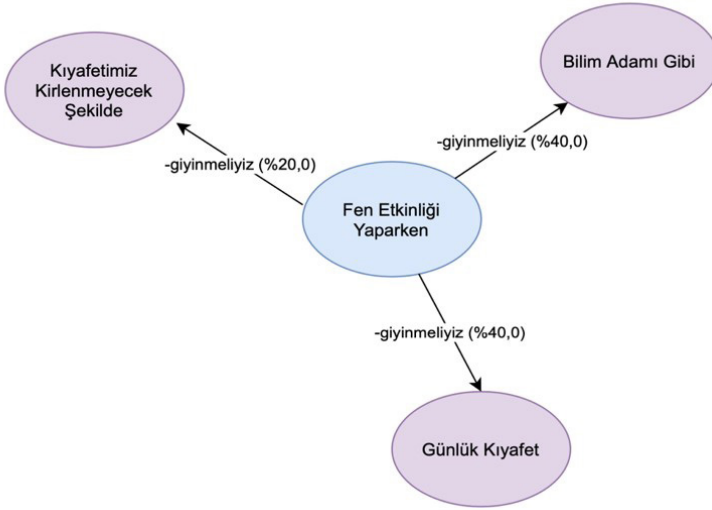 Kıyafetimiz
Kirlenmeyecek
Şekilde
Bilim Adamı Gibi
-giyinmeliyiz (%20,0)
-giyinmeliyiz (%40,0)
Fen Etkinliği
Yaparken
-giyinmeliyiz (%40,0)
Günlük Kıyafet